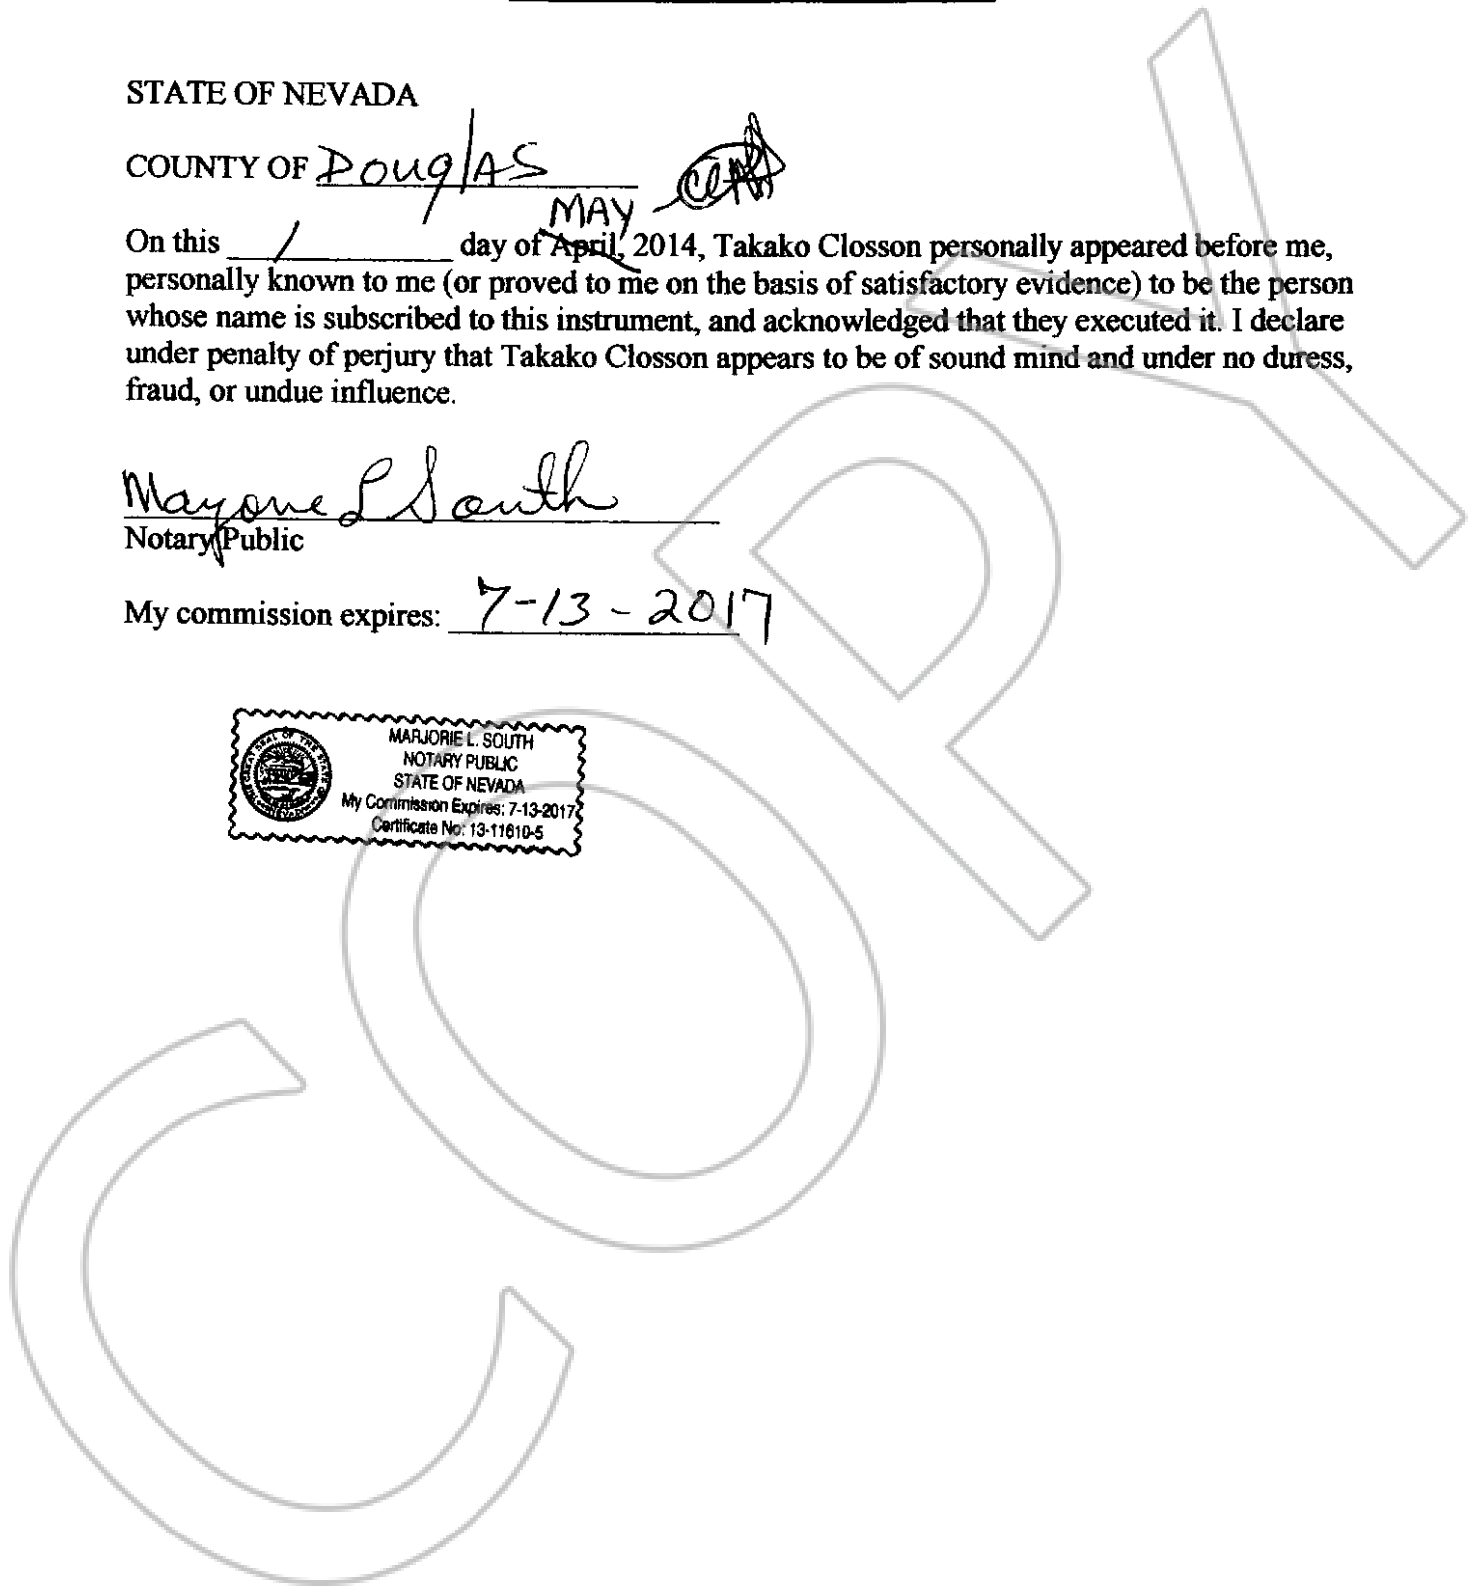 STATE OF NEVADA
COUNTY OF Douglas
MAY
On this 1 day of April, 2014, Takako Closson personally appeared before me,
personally known to me (or proved to me on the basis of satisfactory evidence) to be the person
whose name is subscribed to this instrument, and acknowledged that they executed it. I declare
under penalty of perjury that Takako Closson appears to be of sound mind and under no duress,
fraud, or undue influence.
Marjorie L South
Notary Public
My commission expires: 7-13-2017
MARJORIE L. SOUTH
NOTARY PUBLIC
STATE OF NEVADA
My Commission Expires: 7-13-2017
Certificate No: 13-11610-5
COPY